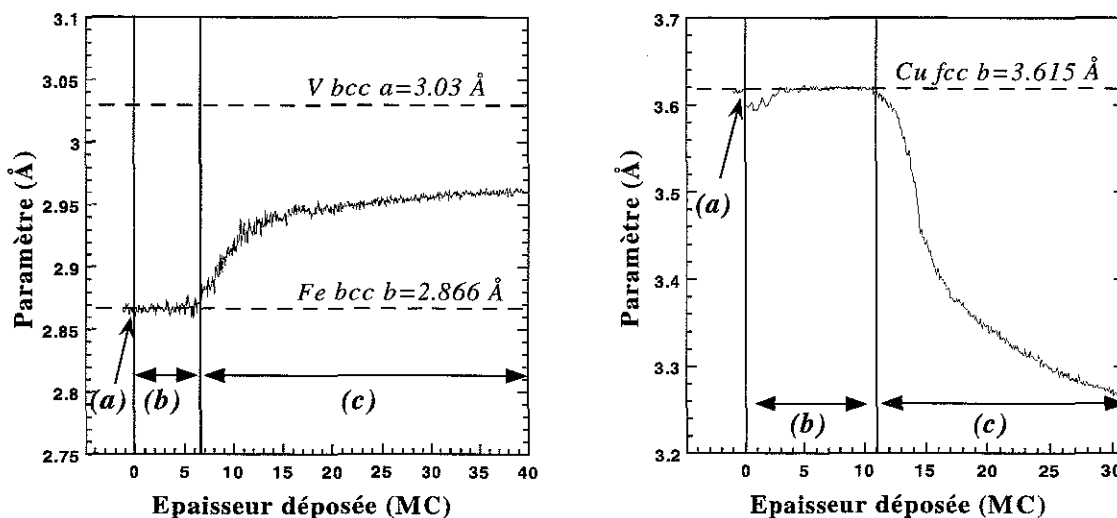 3.1
3.05
3
2.95
2.9
2.85
2.8
2.75
Paramètre (Å)
V bcc a=3.03 Å
Fe bcc b=2.866 Å
(a)
(b)
(c)
0
5
10
15
20
25
30
35
40
Epaisseur déposée (MC)
3.7
3.6
3.5
3.4
3.3
3.2
Paramètre (Å)
Cu fcc b=3.615 Å
(a)
(b)
(c)
0
5
10
15
20
25
30
Epaisseur déposée (MC)